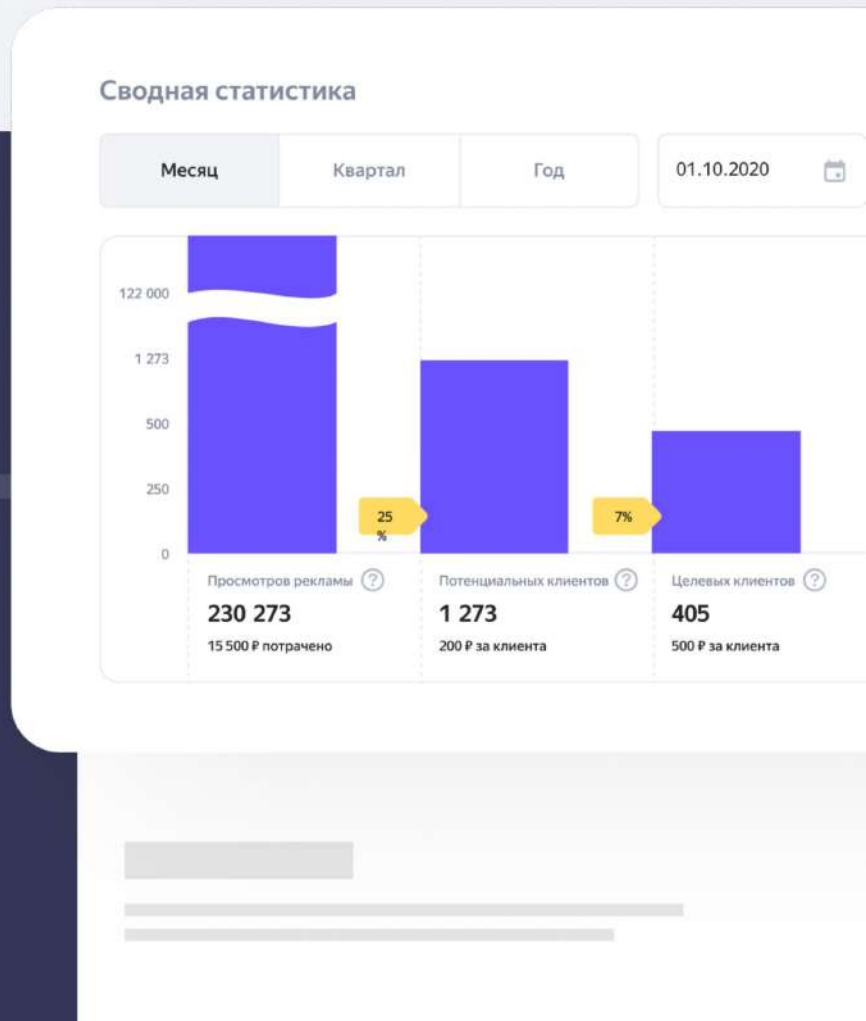 Сводная статистика
Месяц Квартал Год 01.10.2020
122 000
1 273
500
250
0
25
%
7%
Просмотров рекламы ?
230 273
15 500 ₽ потрачено
Потенциальных клиентов ?
1 273
200 ₽ за клиента
Целевых клиентов ?
405
500 ₽ за клиента